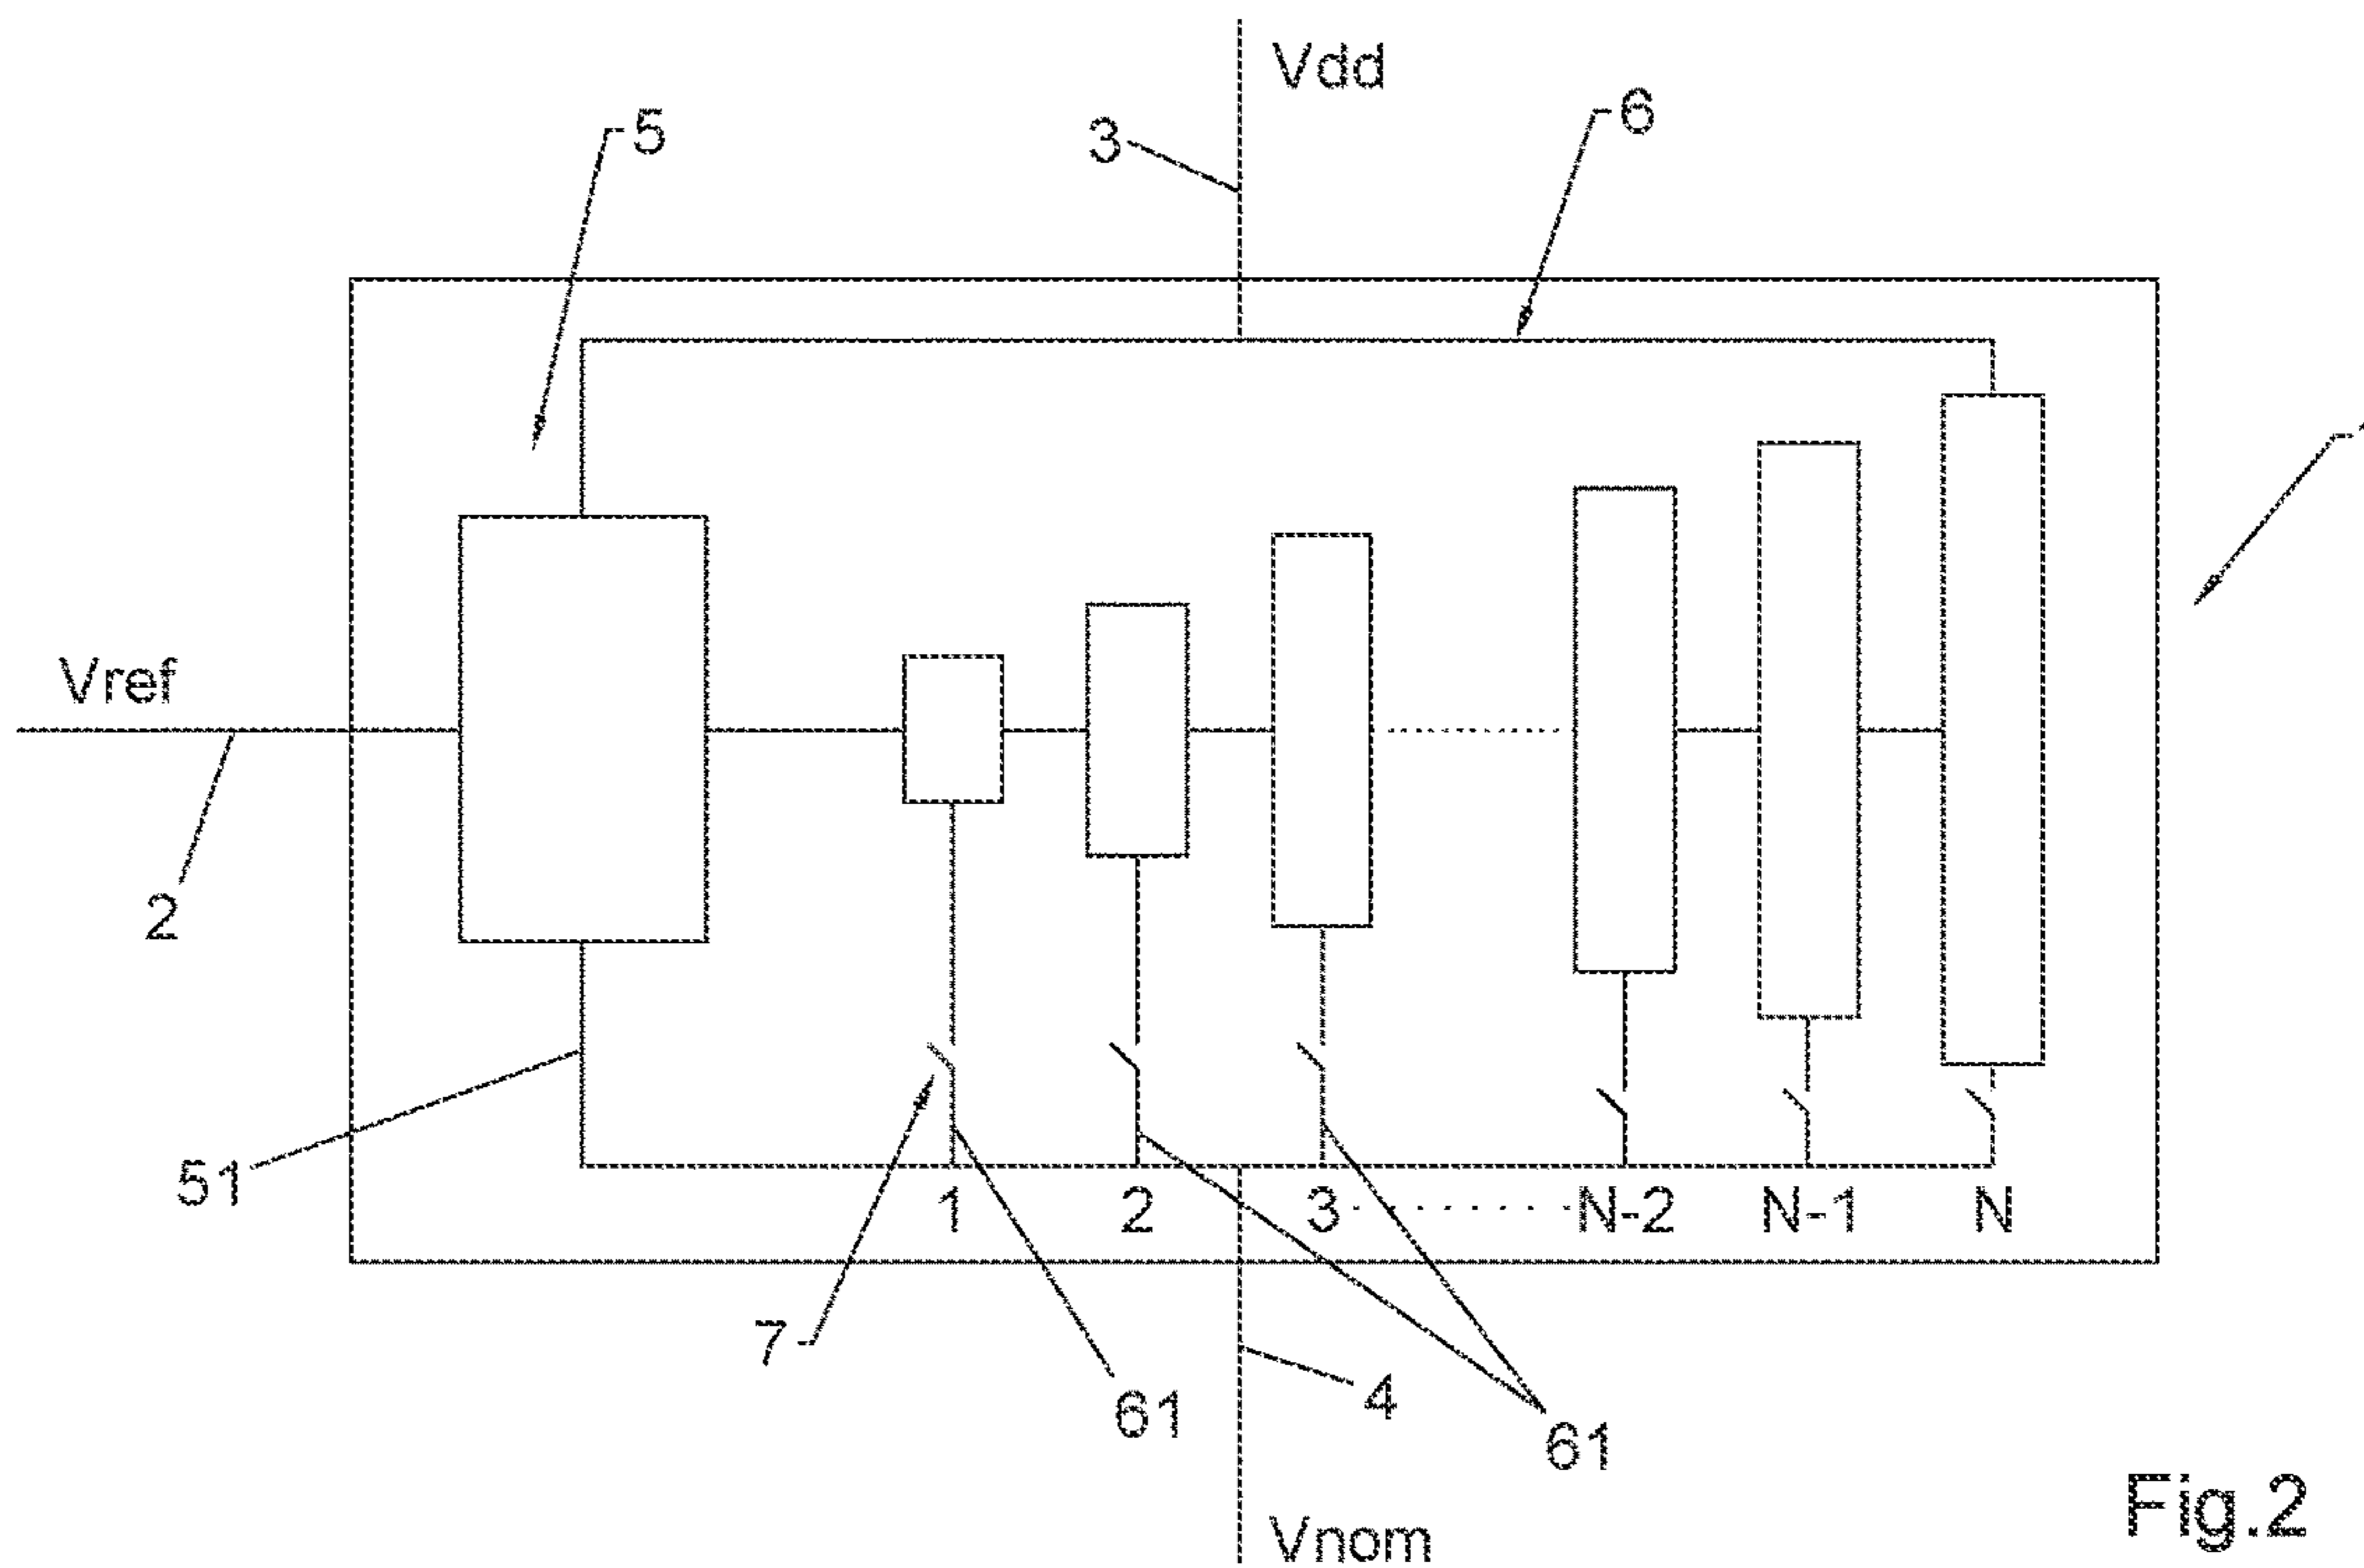 Vdd
5
3
6
Vref
2
51
1 2 3 . . . . . . . N-2 N-1 N
7
61
4
61
Vnom
Fig.2